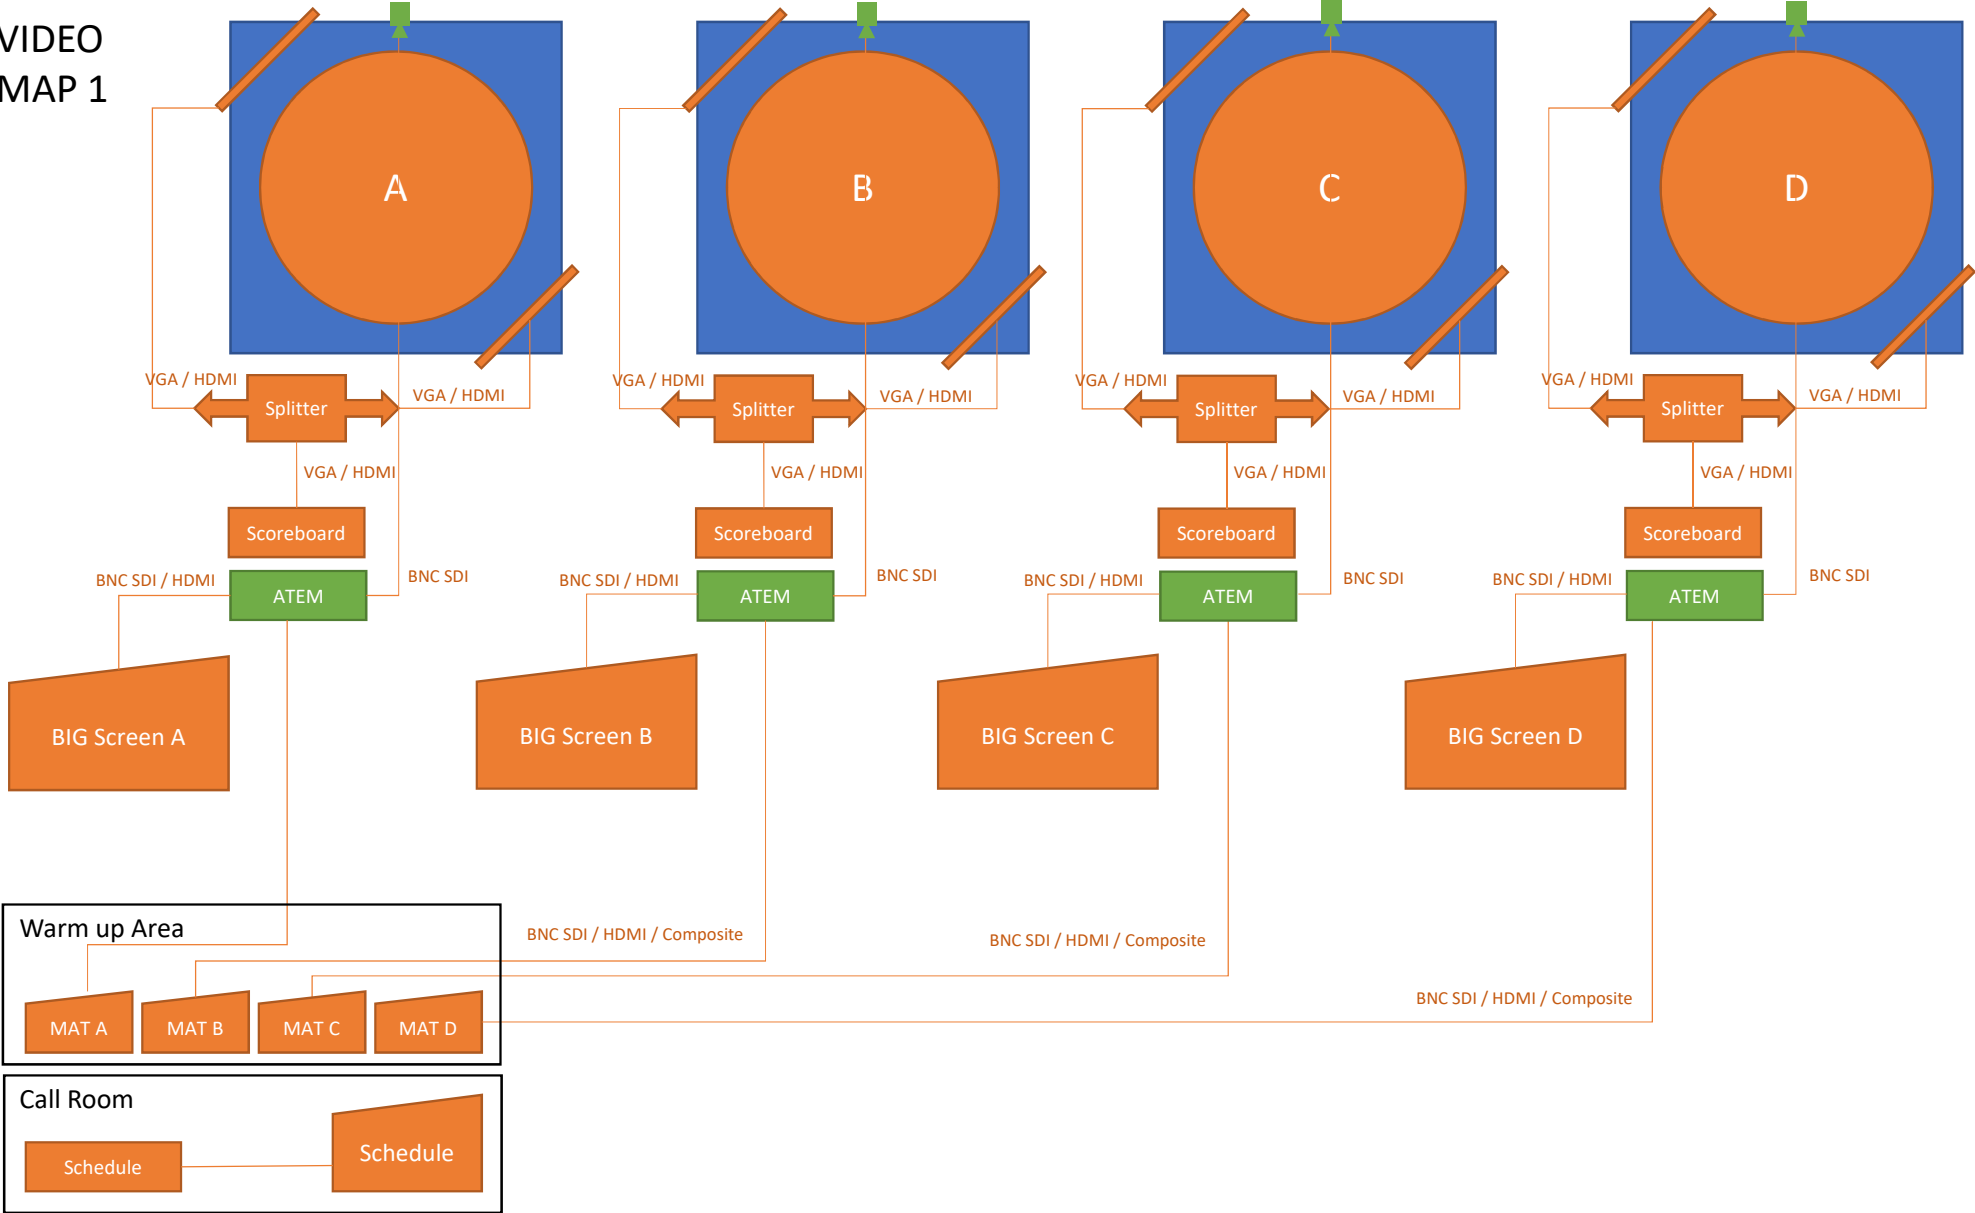 VIDEO
MAP 1
A
B
C
D
VGA / HDMI
Splitter
VGA / HDMI
VGA / HDMI
Splitter
VGA / HDMI
VGA / HDMI
Splitter
VGA / HDMI
VGA / HDMI
Splitter
VGA / HDMI
VGA / HDMI
VGA / HDMI
VGA / HDMI
VGA / HDMI
Scoreboard
Scoreboard
Scoreboard
Scoreboard
BNC SDI / HDMI
ATEM
BNC SDI
BNC SDI / HDMI
ATEM
BNC SDI
BNC SDI / HDMI
ATEM
BNC SDI
BNC SDI / HDMI
ATEM
BNC SDI
BIG Screen A
BIG Screen B
BIG Screen C
BIG Screen D
Warm up Area
BNC SDI / HDMI / Composite
BNC SDI / HDMI / Composite
BNC SDI / HDMI / Composite
MAT A
MAT B
MAT C
MAT D
Call Room
Schedule
Schedule